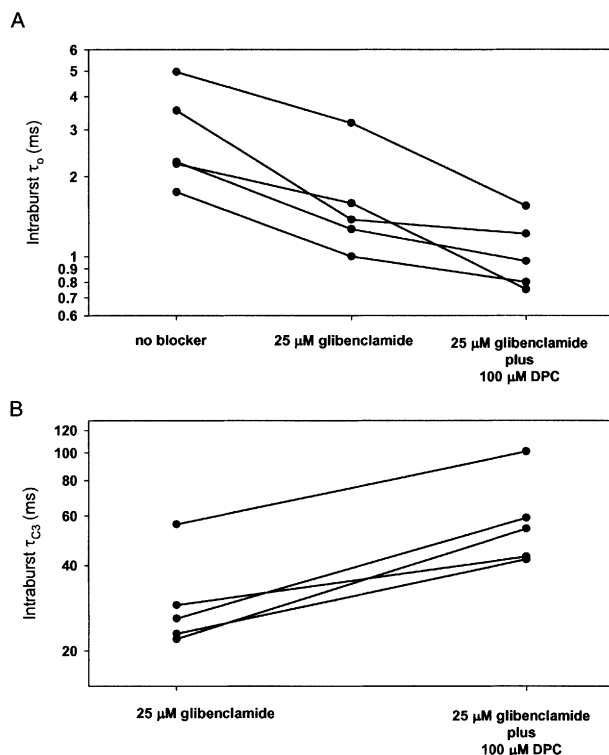 A
6
5
4
3
2
1
0.9
0.8
0.7
0.6
Intraburst τo (ms)
no blocker
25 μM glibenclamide
25 μM glibenclamide
plus
100 μM DPC
B
120
100
80
60
40
20
Intraburst τC3 (ms)
25 μM glibenclamide
25 μM glibenclamide
plus
100 μM DPC